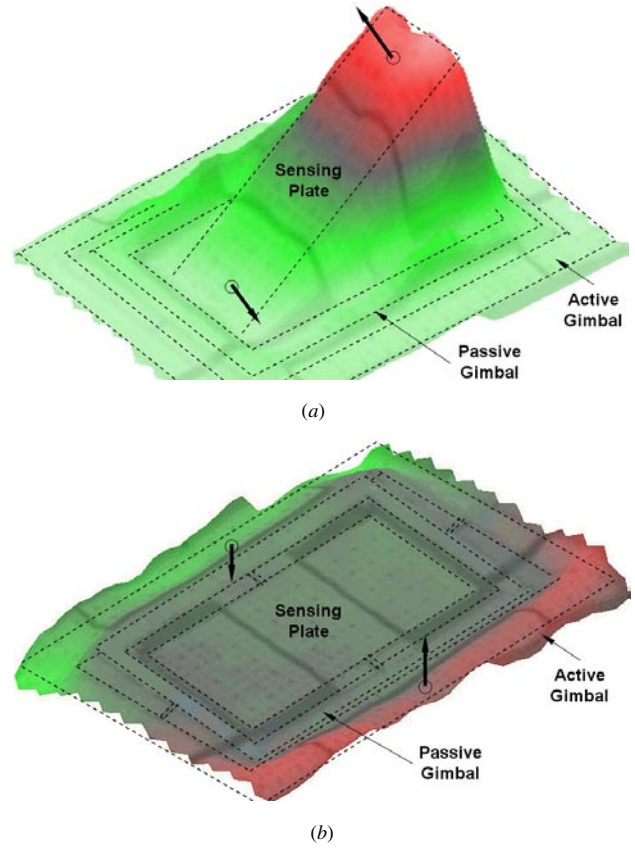 Sensing
Plate
Active
Gimbal
Passive
Gimbal
(a)
Sensing
Plate
Active
Gimbal
Passive
Gimbal
(b)